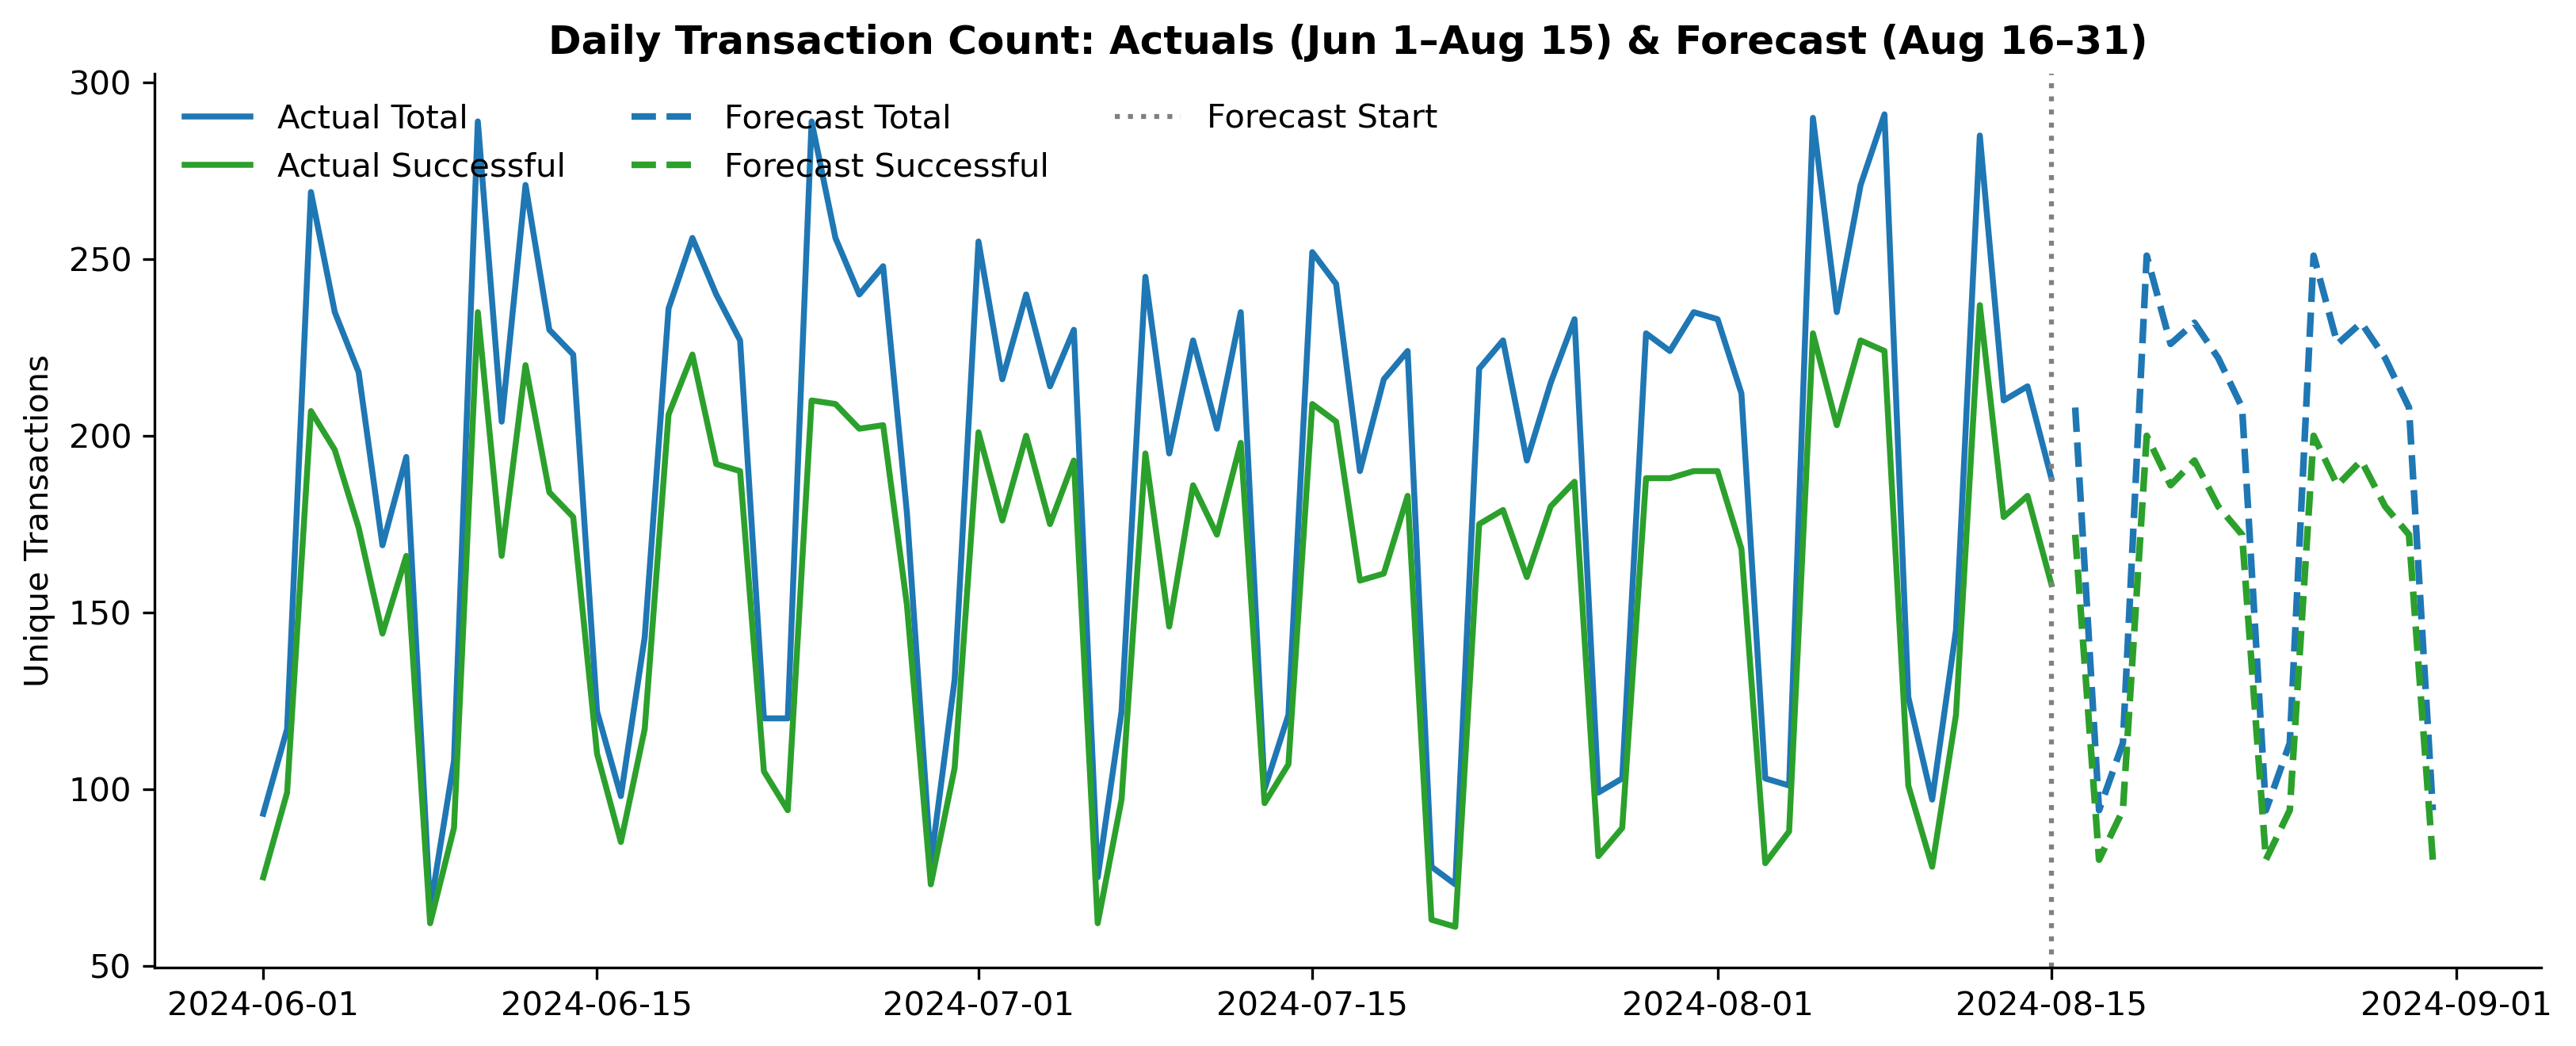 Daily Transaction Count: Actuals (Jun 1–Aug 15) & Forecast (Aug 16–31)
300
250
200
150
100
50
Unique Transactions
Actual Total
Forecast Total
Forecast Start
Actual Successful
Forecast Successful
2024-06-01
2024-06-15
2024-07-01
2024-07-15
2024-08-01
2024-08-15
2024-09-01